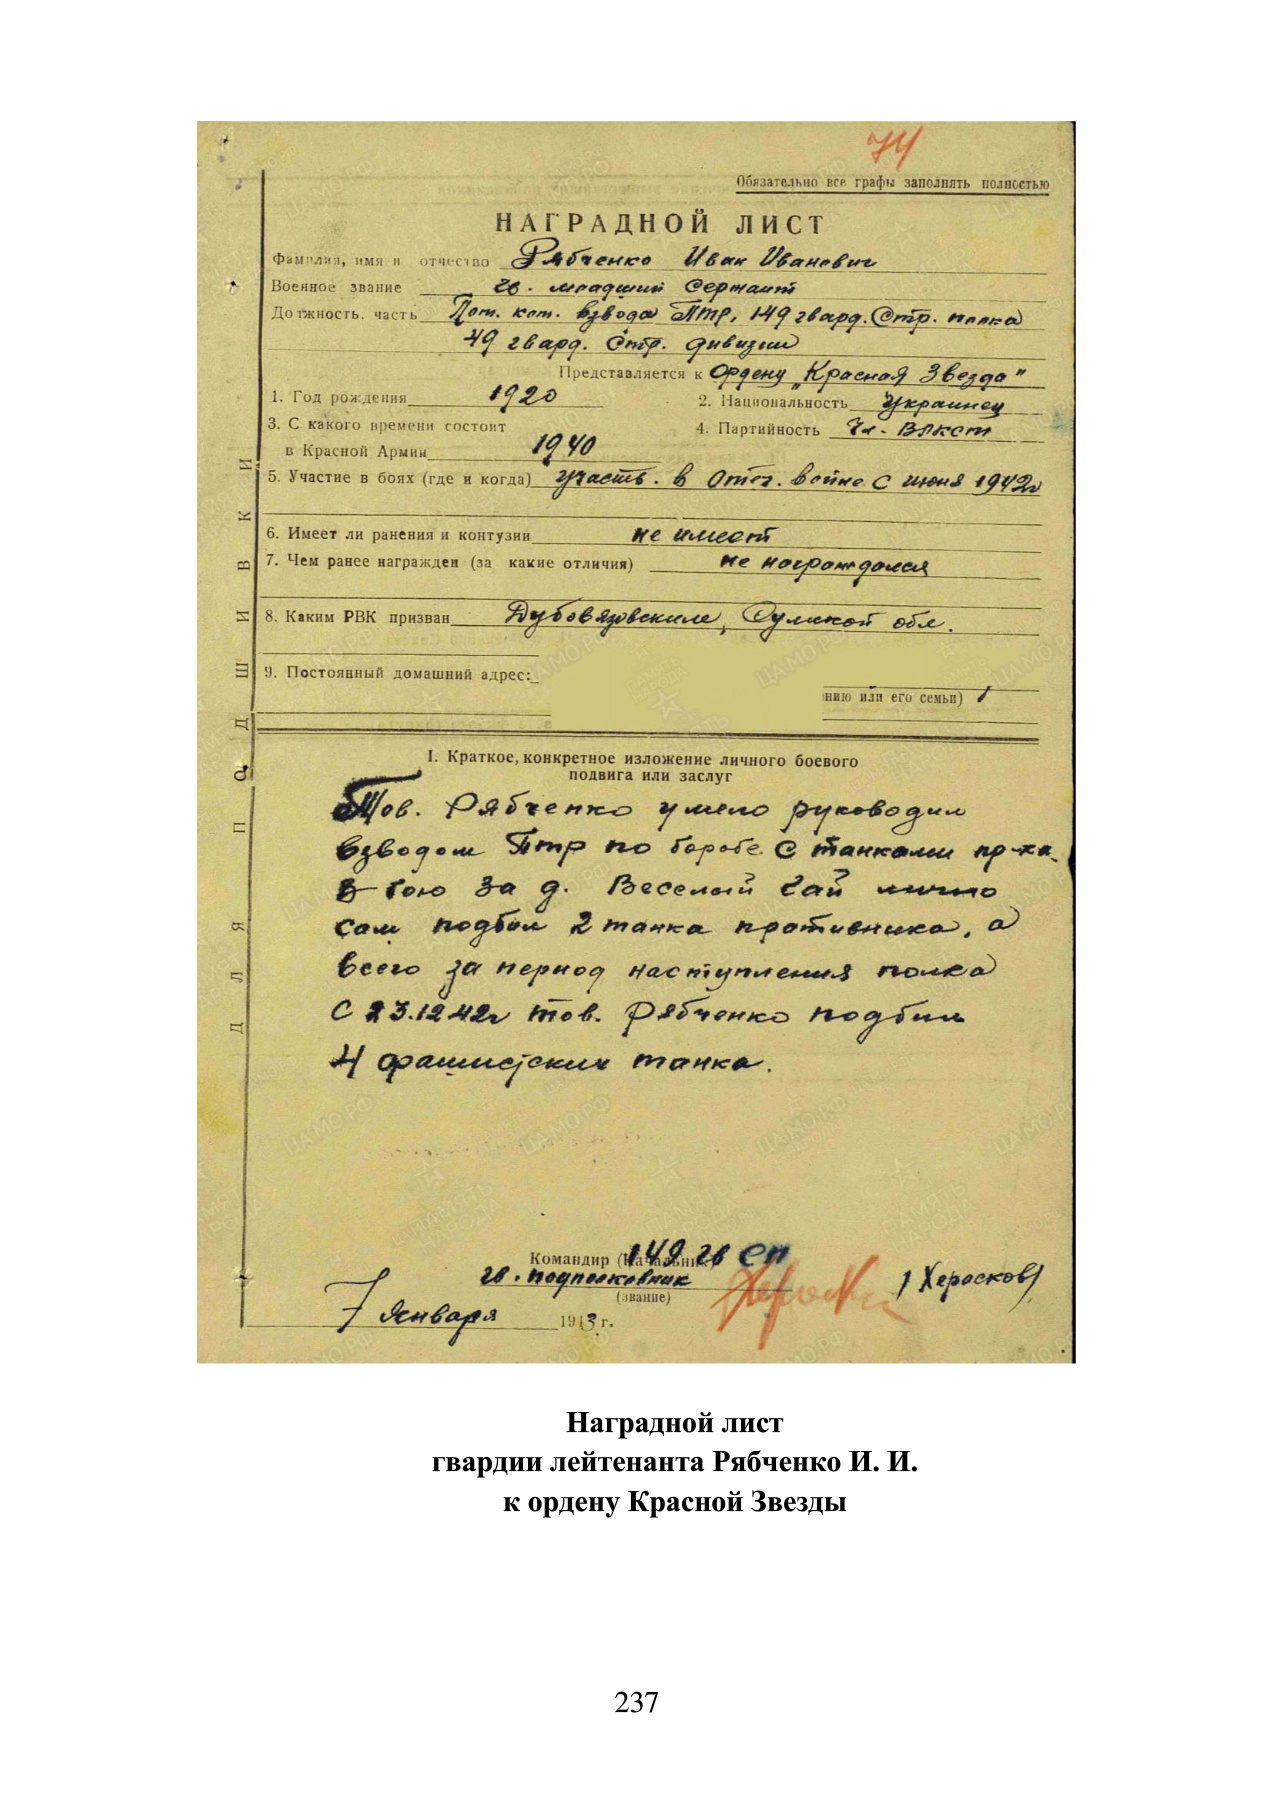 74
Обязательно все графы заполнять полностью
НАГРАДНОЙ ЛИСТ
Фамилия, имя и отчество Рябченко Иван Иванович
Военное звание гв. младший Сержант
Должность, часть Пом. ком. взвода ПТР, 149 гвард. Стр. полка
49 гвард. Стр. дивизии
Представляется к Ордену „Красная Звезда"
1. Год рождения 1920 2. Национальность Украинец
3. С какого времени состоит 4. Партийность Чл. ВЛКСМ
в Красной Армии 1940
5. Участие в боях (где и когда) участв. в Отеч. войне с июня 1942г
6. Имеет ли ранения и контузии не имеет
7. Чем ранее награжден (за какие отличия) не награждался
8. Каким РВК призван Дубовязовским, Сумской обл.
9. Постоянный домашний адрес:
нию или его семьи)
ДЛЯ ПОДШИВКИ
I. Краткое, конкретное изложение личного боевого
подвига или заслуг
Тов. Рябченко умело руководил
взводом ПТР по борьбе с танками пр-ка.
В бою за д. Веселый Гай лично
сам подбил 2 танка противника, а
всего за период наступления полка
с 23.12.42г тов. Рябченко подбил
4 фашистских танка.
Командир (Начальник) 149 гв СП
гв. подполковник /Херасков/
(звание)
7 Января 1943 г.
Наградной лист
гвардии лейтенанта Рябченко И. И.
к ордену Красной Звезды
237